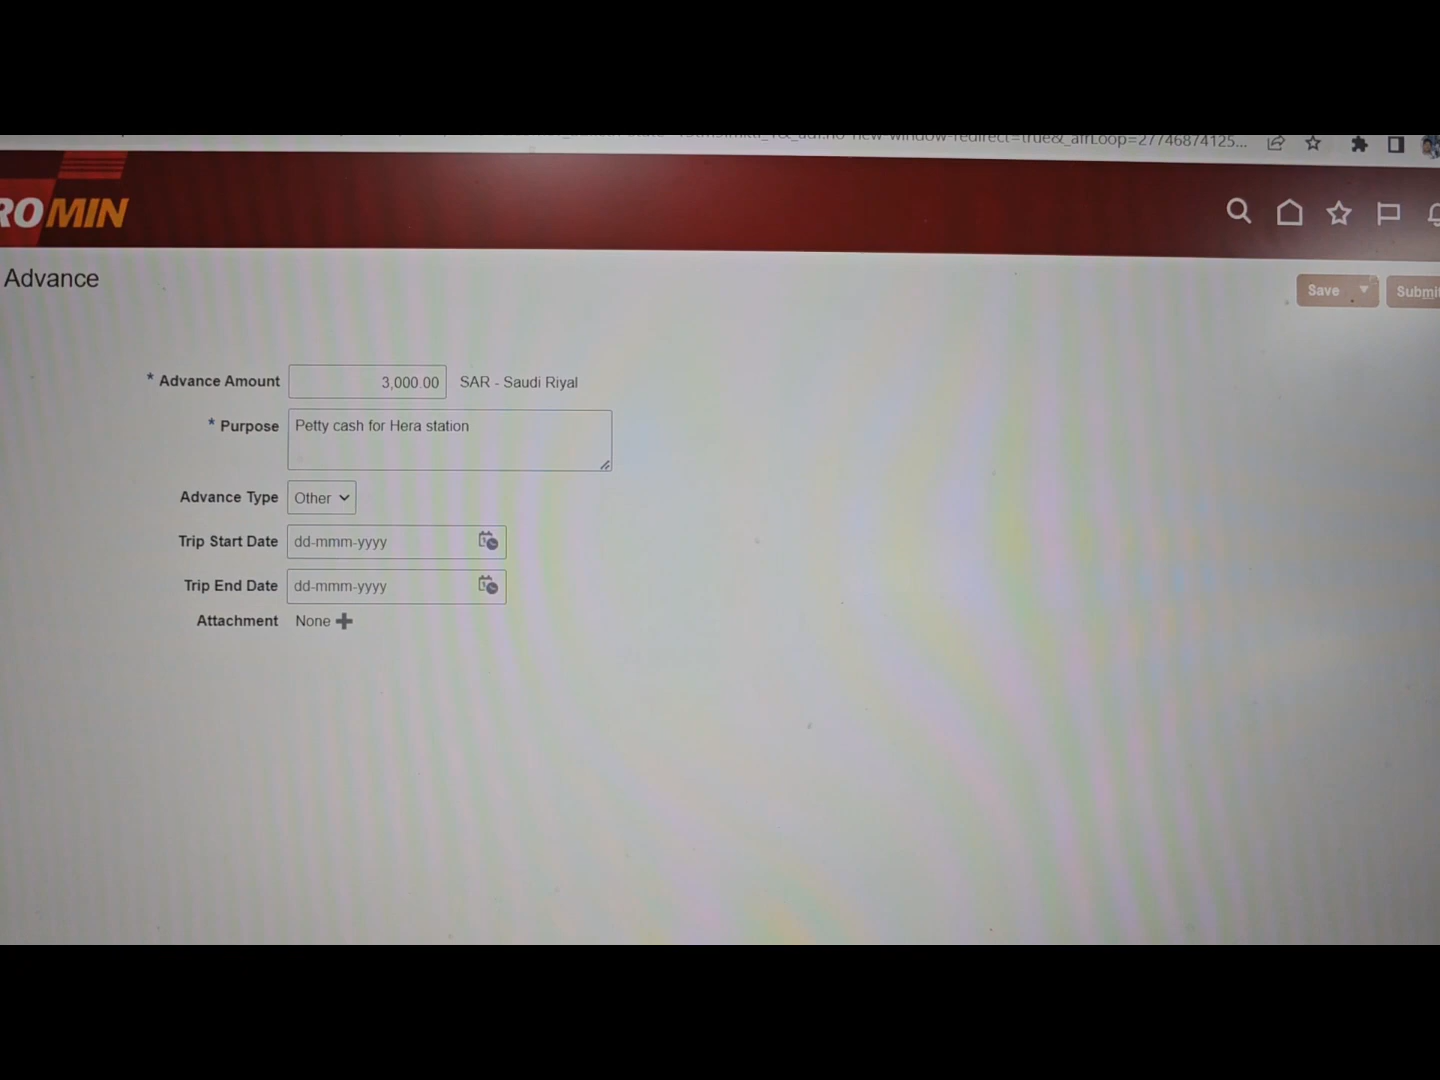 ROMIN
Advance
Save
Submit
* Advance Amount 3,000.00 SAR - Saudi Riyal
* Purpose Petty cash for Hera station
Advance Type Other
Trip Start Date dd-mmm-yyyy
Trip End Date dd-mmm-yyyy
Attachment None